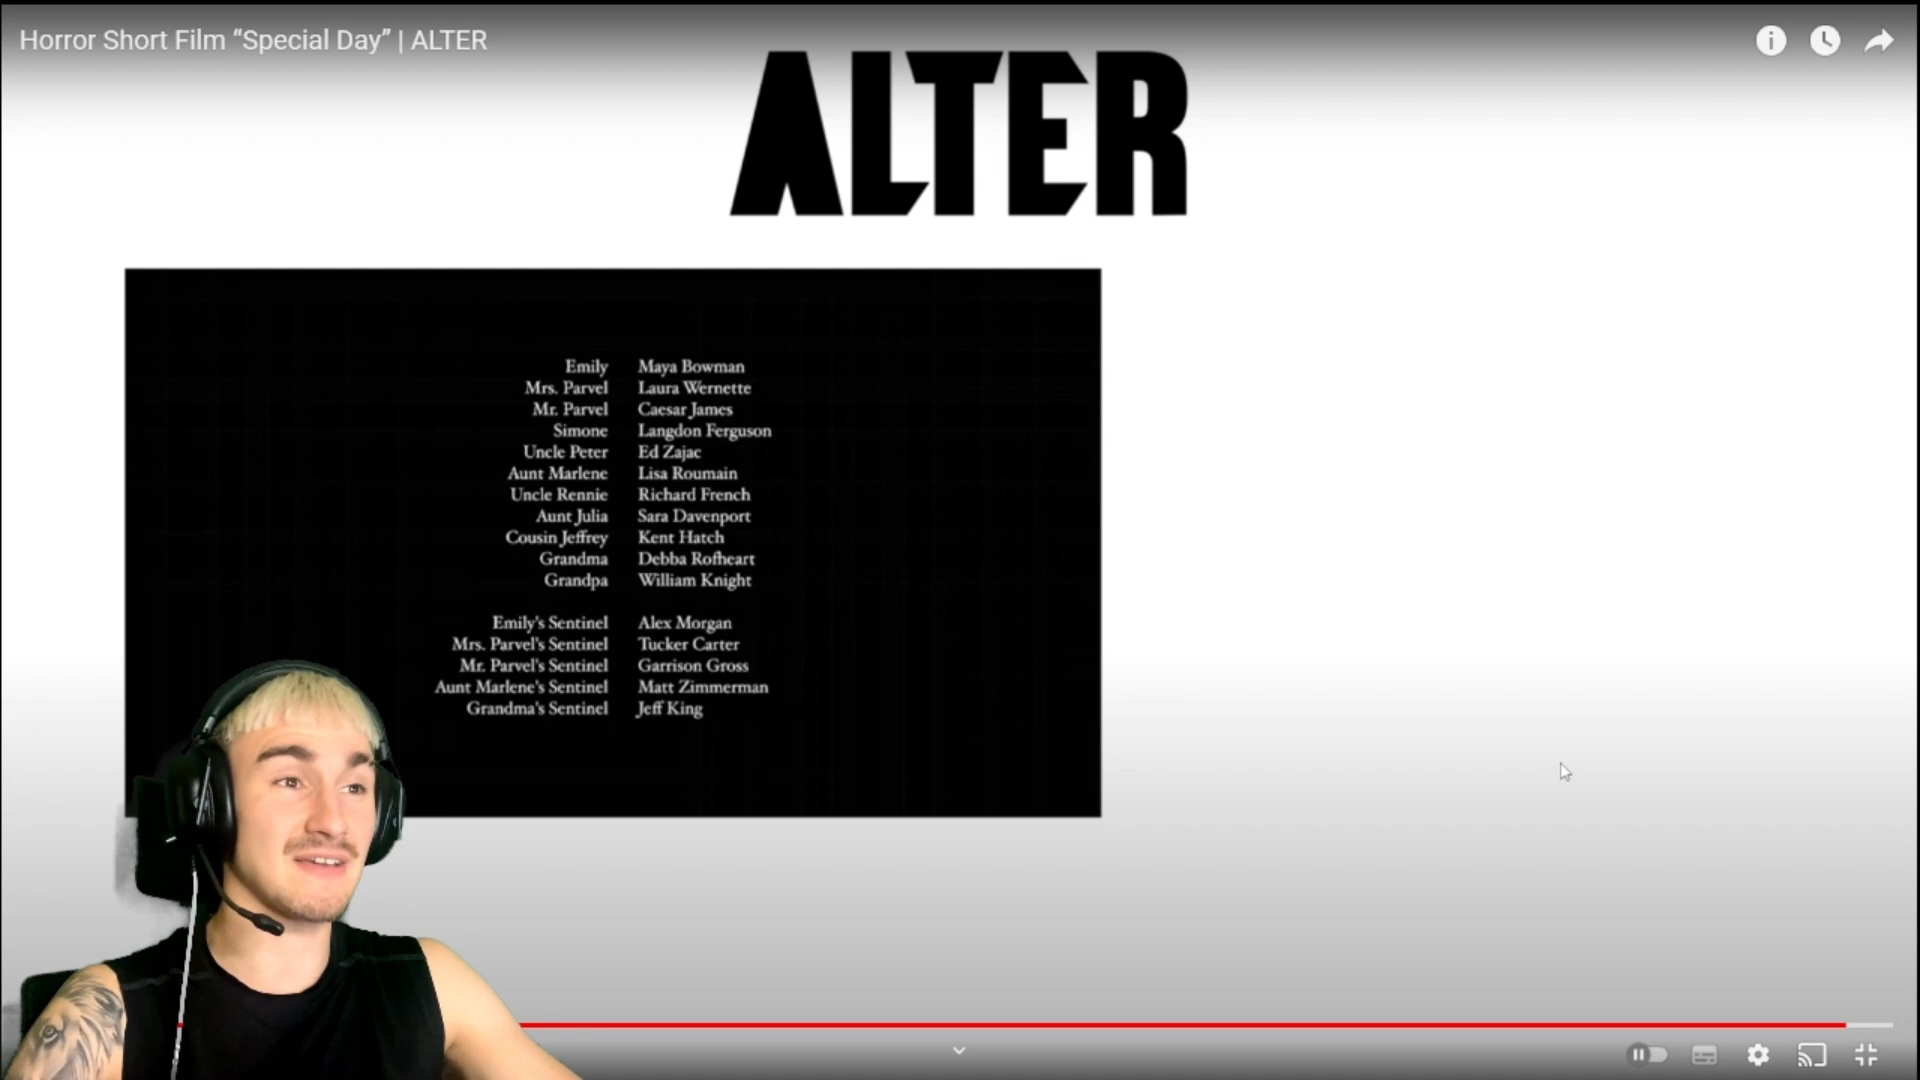 Horror Short Film “Special Day” | ALTER
ALTER
Emily Maya Bowman
Mrs. Parvel Laura Wernette
Mr. Parvel Caesar James
Simone Langdon Ferguson
Uncle Peter Ed Zajac
Aunt Marlene Lisa Roumain
Uncle Rennie Richard French
Aunt Julia Sara Davenport
Cousin Jeffrey Kent Hatch
Grandma Debba Rofheart
Grandpa William Knight
Emily's Sentinel Alex Morgan
Mrs. Parvel's Sentinel Tucker Carter
Mr. Parvel's Sentinel Garrison Gross
Aunt Marlene's Sentinel Matt Zimmerman
Grandma's Sentinel Jeff King